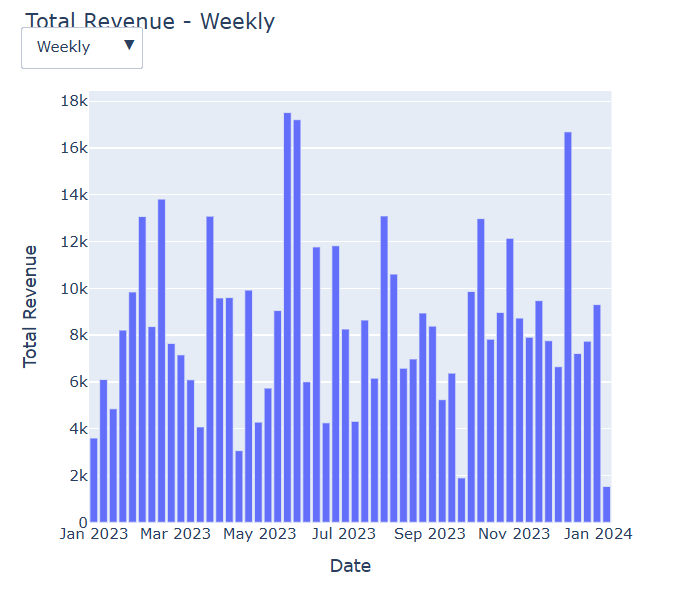 Total Revenue - Weekly
Weekly ▼
18k
16k
14k
12k
10k
8k
6k
4k
2k
0
Total Revenue
Jan 2023 Mar 2023 May 2023 Jul 2023 Sep 2023 Nov 2023 Jan 2024
Date